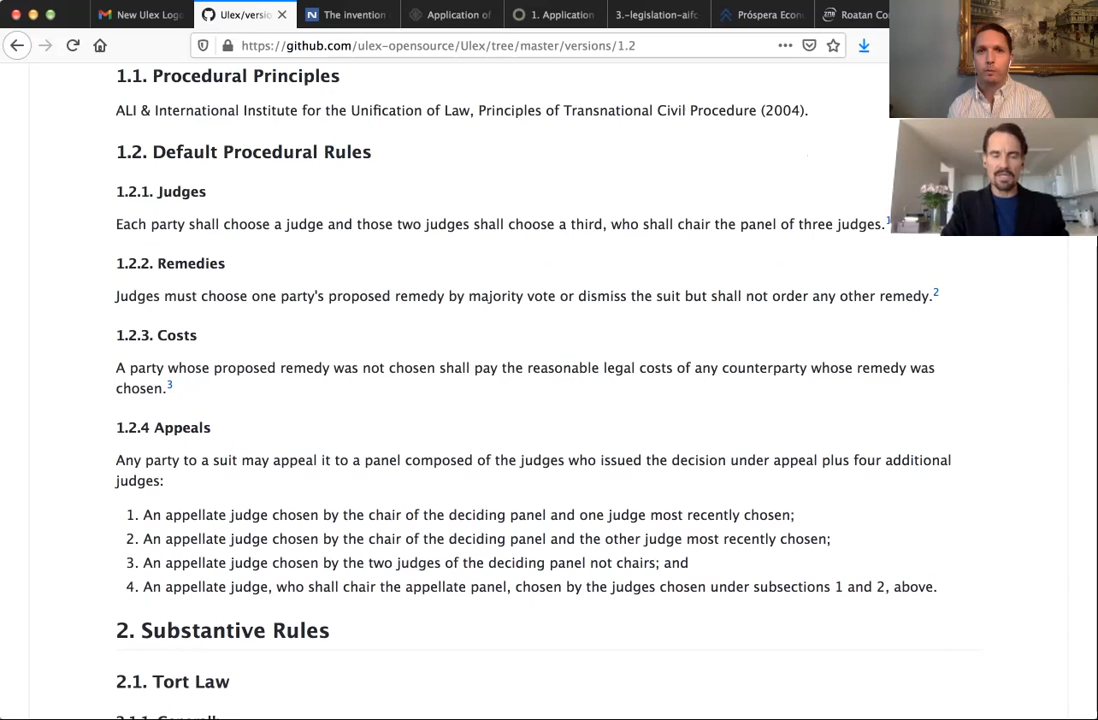 New Ulex Logo
Ulex/versio
The invention
Application of
1. Application
3.-legislation-aifc
Próspera Econ
Roatan Co
https://github.com/ulex-opensource/Ulex/tree/master/versions/1.2
1.1. Procedural Principles
ALI & International Institute for the Unification of Law, Principles of Transnational Civil Procedure (2004).
1.2. Default Procedural Rules
1.2.1. Judges
Each party shall choose a judge and those two judges shall choose a third, who shall chair the panel of three judges.1
1.2.2. Remedies
Judges must choose one party's proposed remedy by majority vote or dismiss the suit but shall not order any other remedy.2
1.2.3. Costs
A party whose proposed remedy was not chosen shall pay the reasonable legal costs of any counterparty whose remedy was
chosen.3
1.2.4 Appeals
Any party to a suit may appeal it to a panel composed of the judges who issued the decision under appeal plus four additional
judges:
1. An appellate judge chosen by the chair of the deciding panel and one judge most recently chosen;
2. An appellate judge chosen by the chair of the deciding panel and the other judge most recently chosen;
3. An appellate judge chosen by the two judges of the deciding panel not chairs; and
4. An appellate judge, who shall chair the appellate panel, chosen by the judges chosen under subsections 1 and 2, above.
2. Substantive Rules
2.1. Tort Law